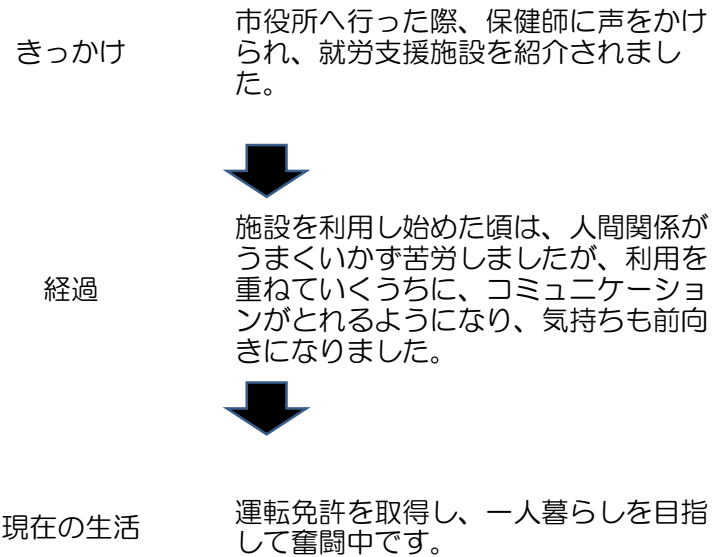 きっかけ
市役所へ行った際、保健師に声をかけ
られ、就労支援施設を紹介されまし
た。
経過
施設を利用し始めた頃は、人間関係が
うまくいかず苦労しましたが、利用を
重ねていくうちに、コミュニケーショ
ンがとれるようになり、気持ちも前向
きになりました。
現在の生活
運転免許を取得し、一人暮らしを目指
して奮闘中です。